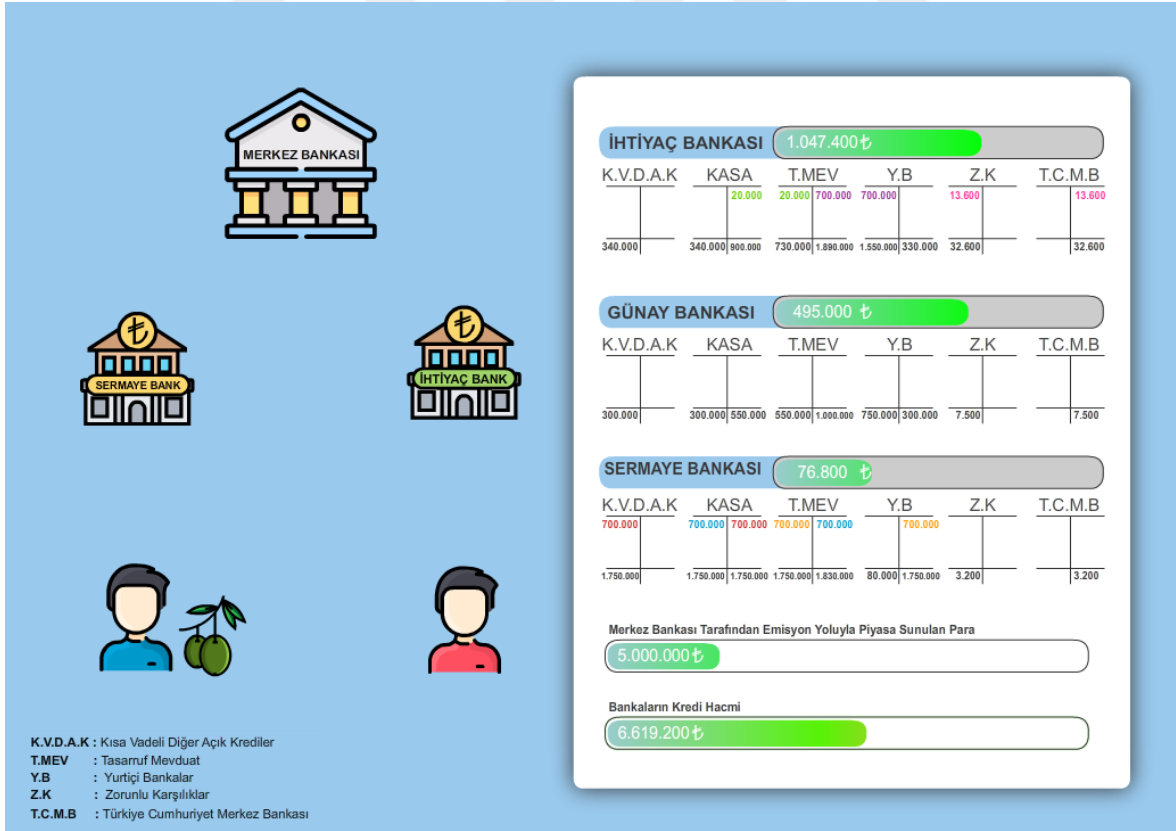 MERKEZ BANKASI
SERMAYE BANK
İHTİYAÇ BANK
K.V.D.A.K : Kısa Vadeli Diğer Açık Krediler
T.MEV : Tasarruf Mevduat
Y.B : Yurtiçi Bankalar
Z.K : Zorunlu Karşılıklar
T.C.M.B : Türkiye Cumhuriyet Merkez Bankası
İHTİYAÇ BANKASI 1.047.400₺
K.V.D.A.K KASA T.MEV Y.B Z.K T.C.M.B
20.000 20.000 700.000 700.000 13.600 13.600
340.000 340.000 900.000 730.000 1.890.000 1.550.000 330.000 32.600 32.600
GÜNAY BANKASI 495.000 ₺
K.V.D.A.K KASA T.MEV Y.B Z.K T.C.M.B
300.000 300.000 550.000 550.000 1.000.000 750.000 300.000 7.500 7.500
SERMAYE BANKASI 76.800 ₺
K.V.D.A.K KASA T.MEV Y.B Z.K T.C.M.B
700.000 700.000 700.000 700.000 700.000 700.000
1.750.000 1.750.000 1.750.000 1.750.000 1.830.000 80.000 1.750.000 3.200 3.200
Merkez Bankası Tarafından Emisyon Yoluyla Piyasa Sunulan Para
5.000.000₺
Bankaların Kredi Hacmi
6.619.200₺